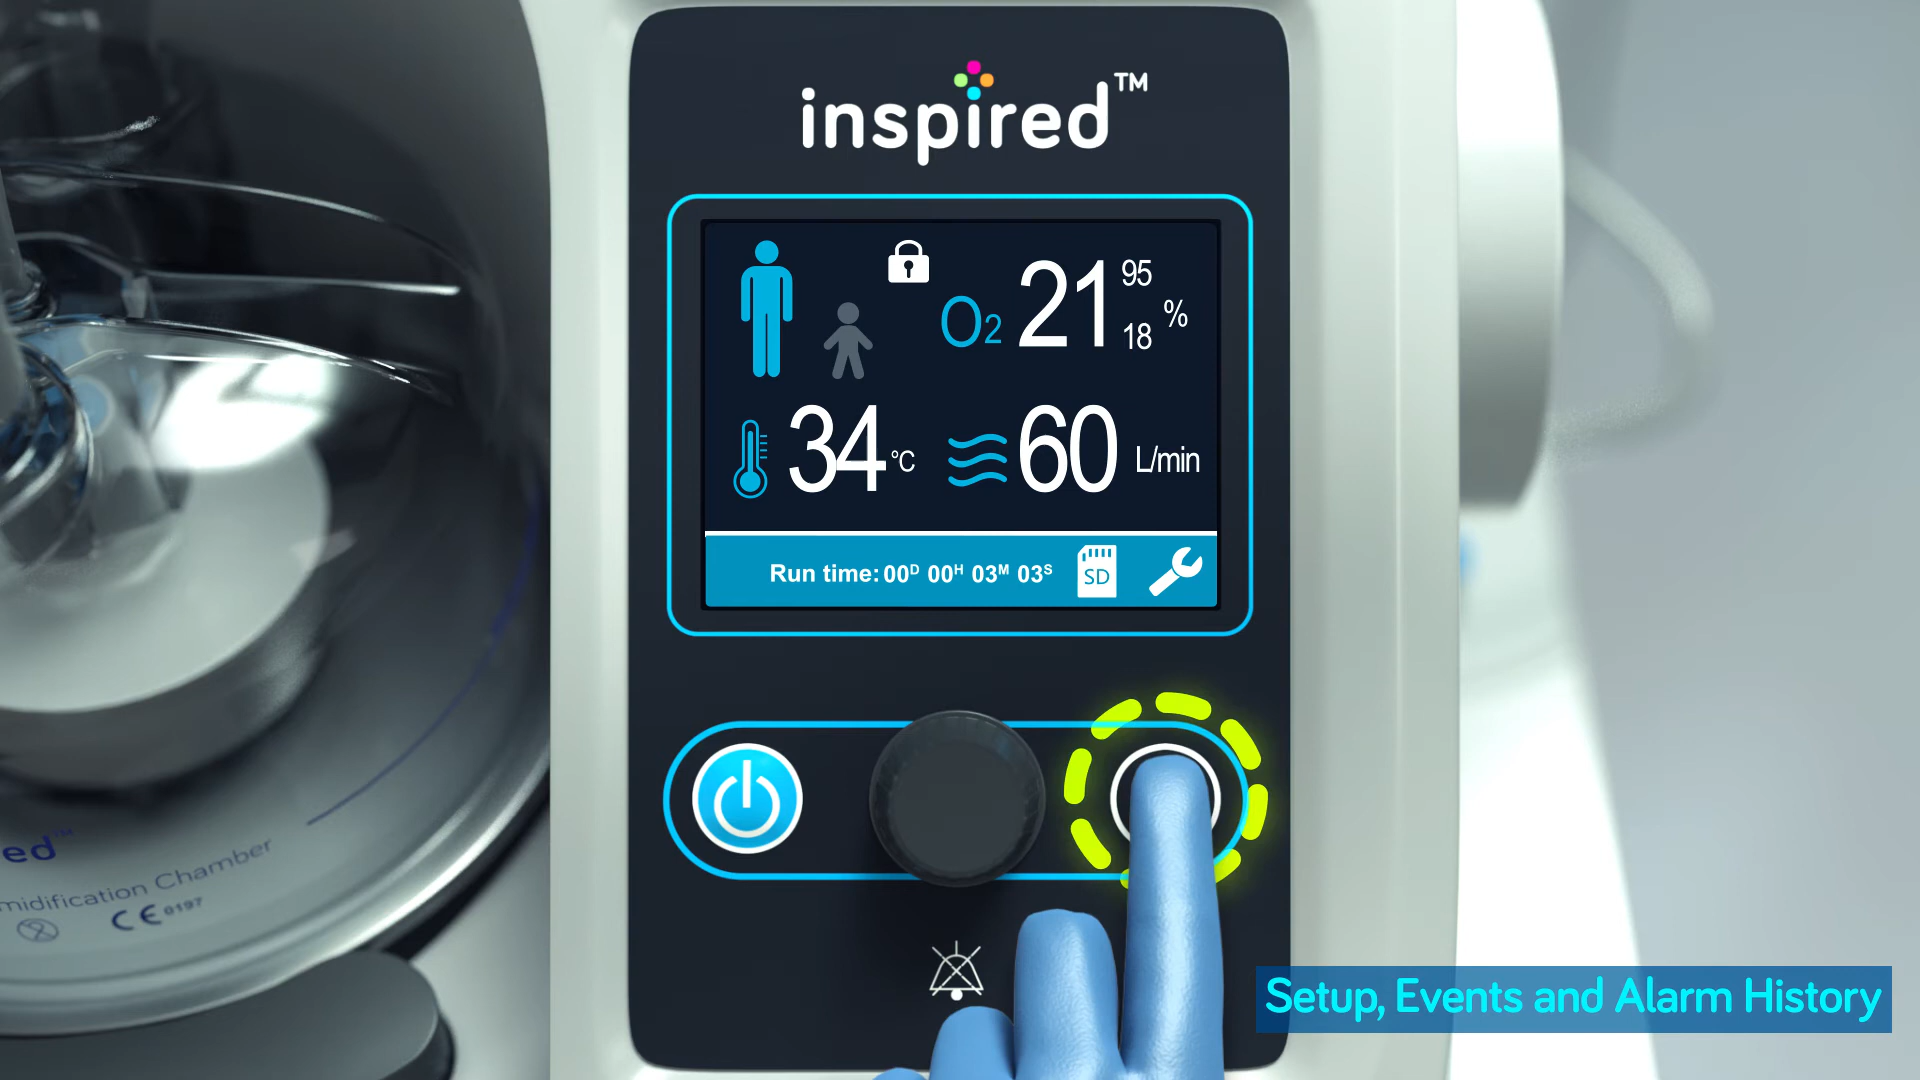 inspired™
95
O2 21 %
18
34 °C 60 L/min
Run time: 00D 00H 03M 03S SD
ed™
midification Chamber
CE 0197
Setup, Events and Alarm History